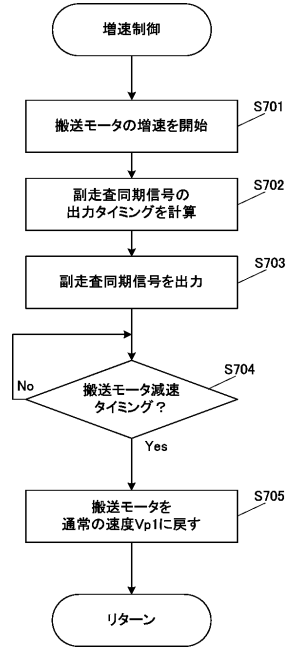 増速制御
S701
搬送モータの増速を開始
S702
副走査同期信号の
出力タイミングを計算
S703
副走査同期信号を出力
S704
No
搬送モータ減速
タイミング？
Yes
S705
搬送モータを
通常の速度Vp1に戻す
リターン